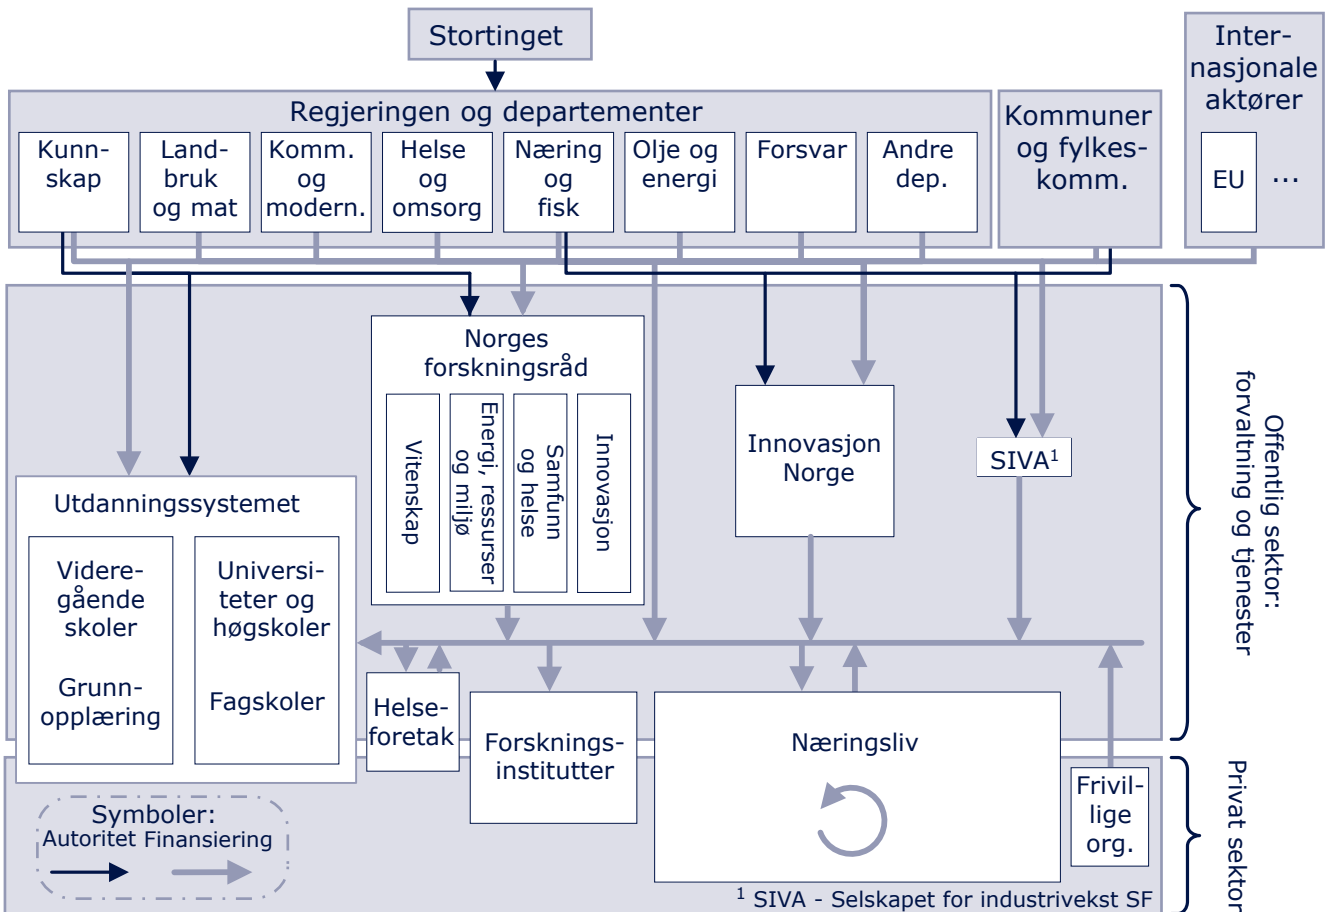 Stortinget
Inter-
nasjonale
aktører
EU
...
Regjeringen og departementer
Kunn-
skap
Land-
bruk
og mat
Komm.
og
modern.
Helse
og
omsorg
Næring
og
fisk
Olje og
energi
Forsvar
Andre
dep.
Kommuner
og fylkes-
komm.
Norges
forskningsråd
Vitenskap
Energi, ressurser
og miljø
Samfunn
og helse
Innovasjon
Innovasjon
Norge
SIVA¹
Offentlig sektor:
forvaltning og tjenester
Utdanningssystemet
Videre-
gående
skoler
Grunn-
opplæring
Universi-
teter og
høgskoler
Fagskoler
Helse-
foretak
Forsknings-
institutter
Næringsliv
Frivil-
lige
org.
Privat sektor
Symboler:
Autoritet Finansiering
¹ SIVA - Selskapet for industrivekst SF